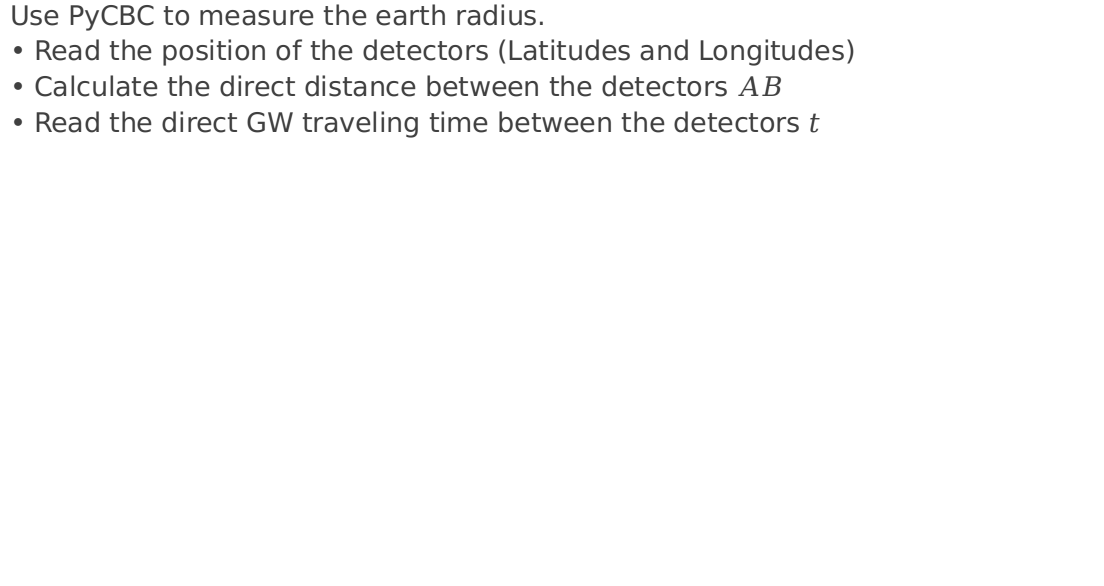 Use PyCBC to measure the earth radius.
• Read the position of the detectors (Latitudes and Longitudes)
• Calculate the direct distance between the detectors AB
• Read the direct GW traveling time between the detectors t